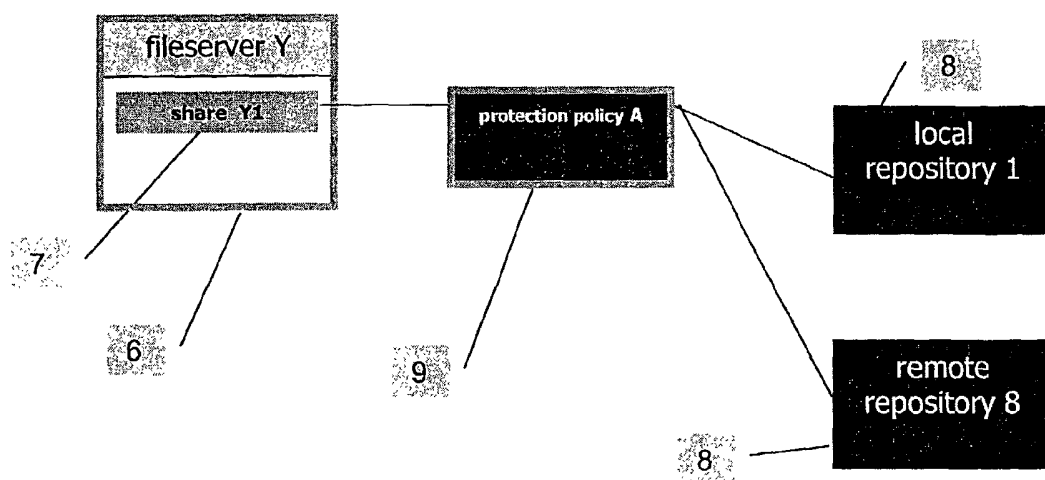 fileserver Y
share Y1
protection policy A
8
local
repository 1
7
6
9
remote
repository 8
8